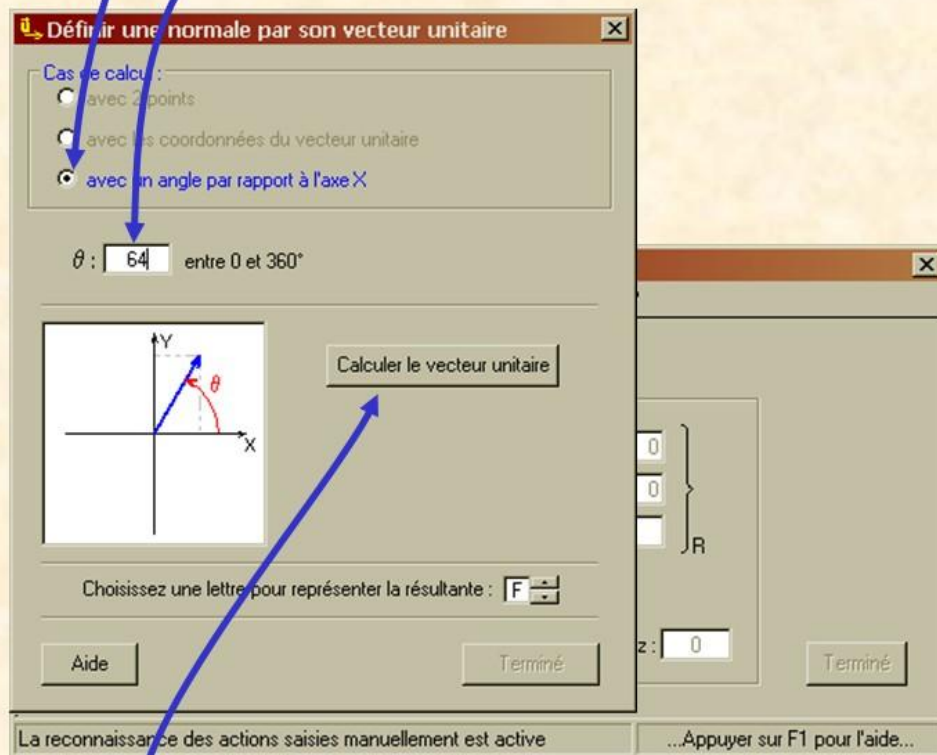 Définir une normale par son vecteur unitaire
Cas de calcul :
avec 2 points
avec les coordonnées du vecteur unitaire
avec un angle par rapport à l'axe X
θ : 64 entre 0 et 360°
Y
θ
X
Calculer le vecteur unitaire
0
0
R
Choisissez une lettre pour représenter la résultante : F
z : 0
Aide
Terminé
Terminé
La reconnaissance des actions saisies manuellement est active
...Appuyer sur F1 pour l'aide...